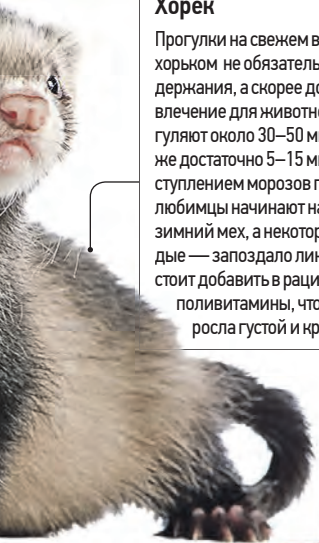 Хорек
Прогулки на свежем в
хорьком не обязатель
держания, а скорее до
влечение для животно
гуляют около 30–50 м
же достаточно 5–15 м
ступлением морозов п
любимцы начинают на
зимний мех, а некотор
дые — запоздало лин
стоит добавить в раци
поливитамины, что
росла густой и кр